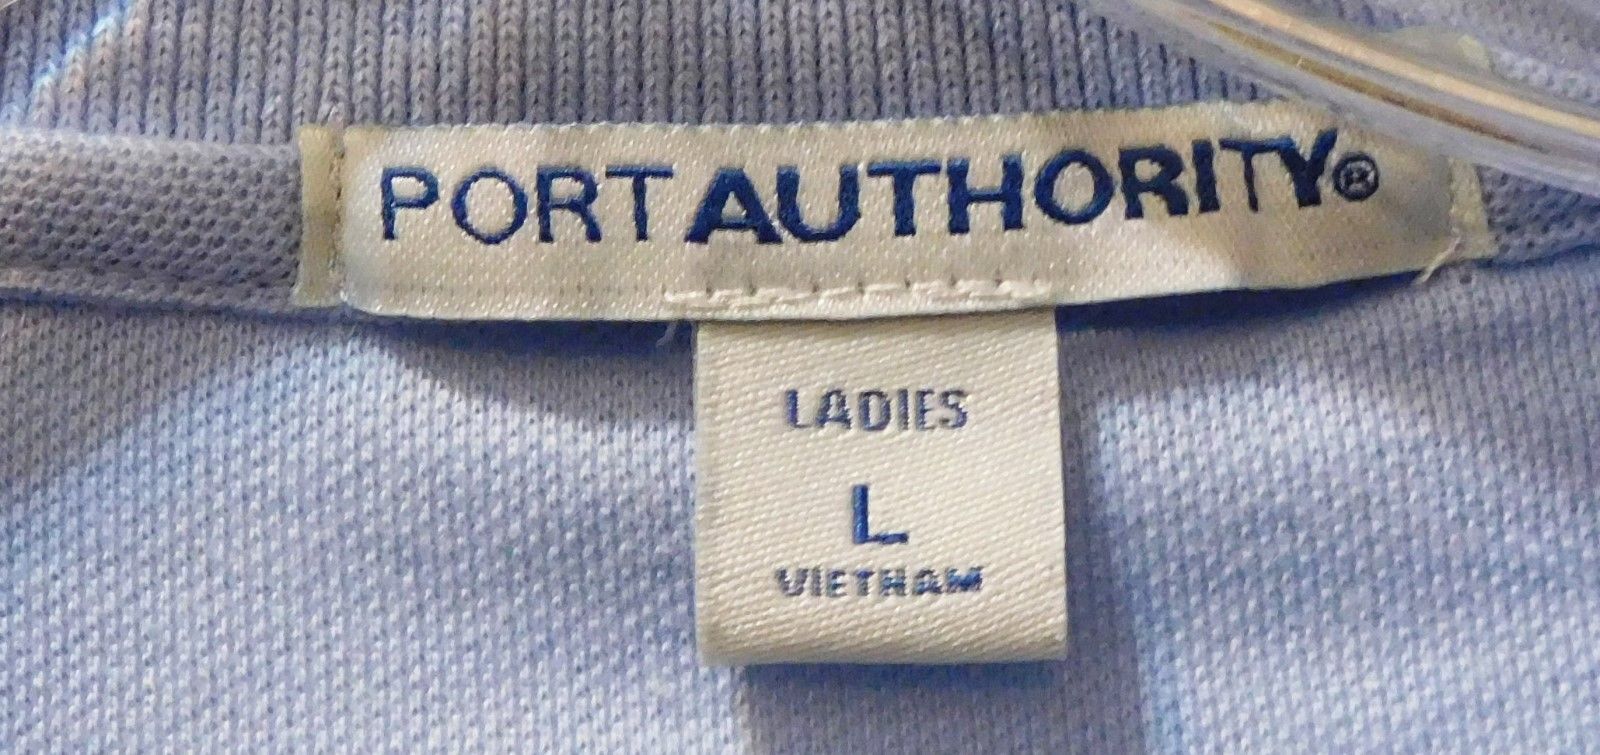 PORT AUTHORITY®
LADIES
L
VIETNAM